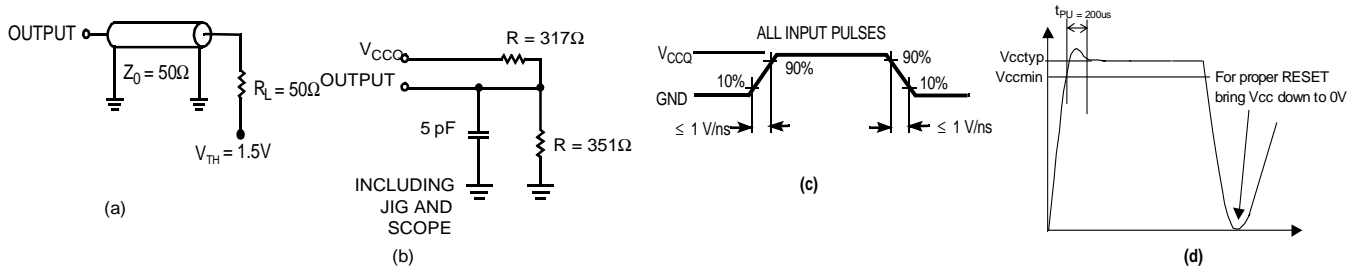 OUTPUT
Z0 = 50Ω
RL = 50Ω
VTH = 1.5V
(a)
VCCQ
R = 317Ω
OUTPUT
5 pF
R = 351Ω
INCLUDING
JIG AND
SCOPE
(b)
ALL INPUT PULSES
VCCQ
90%
90%
10%
10%
GND
≤ 1 V/ns
≤ 1 V/ns
(c)
tPU = 200us
Vcctyp
Vccmin
For proper RESET
bring Vcc down to 0V
(d)